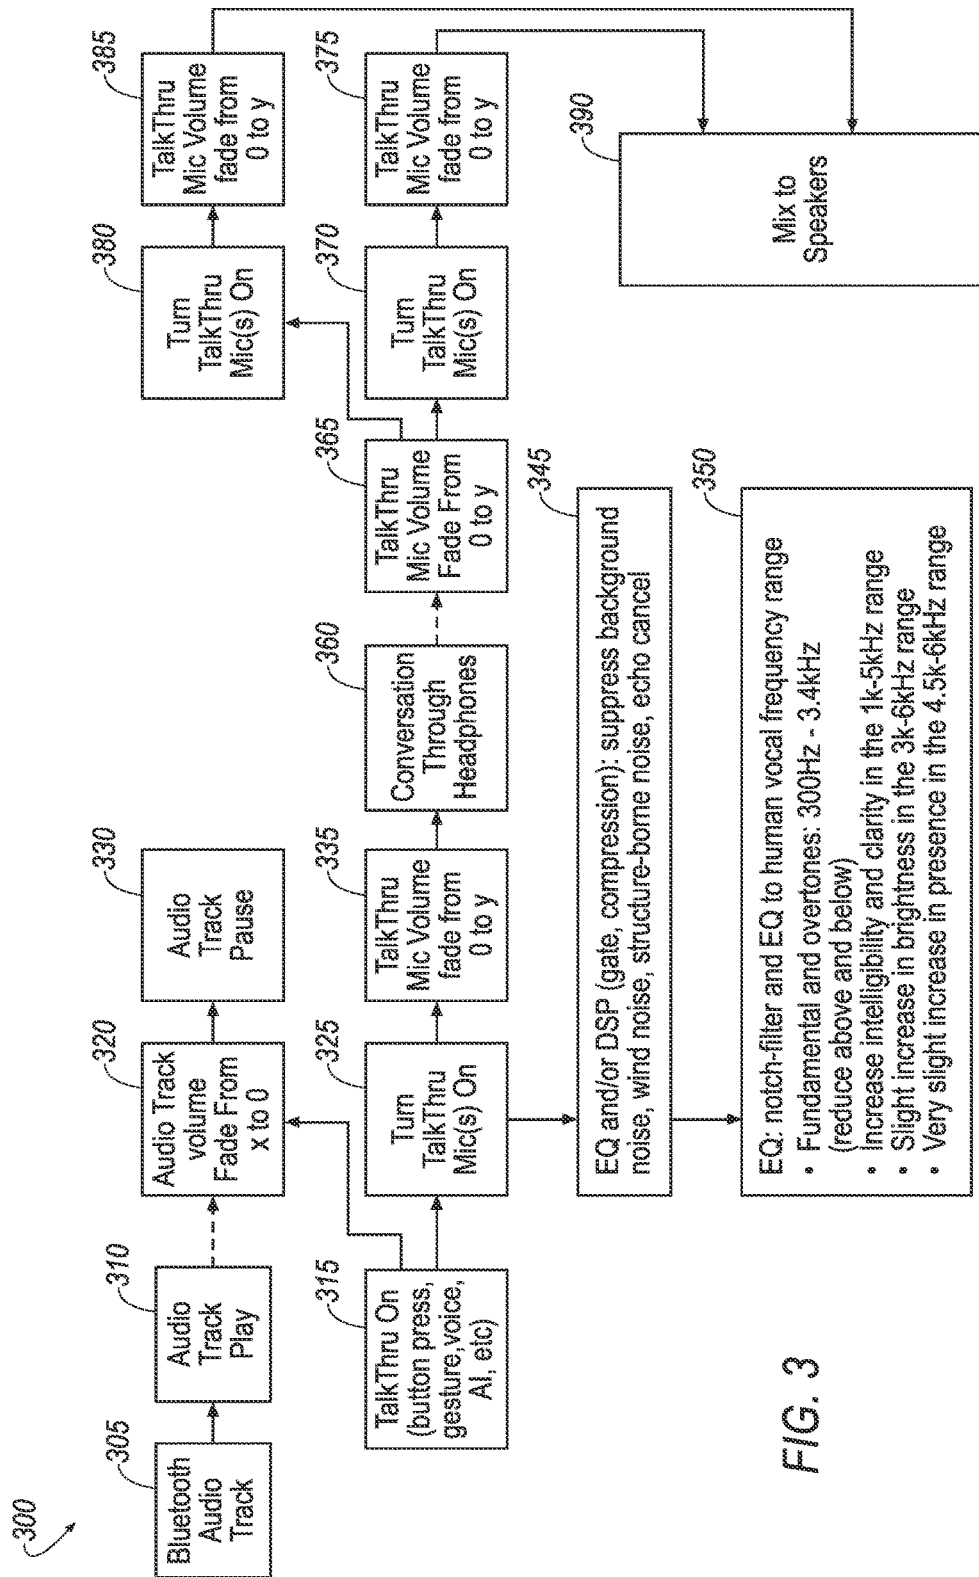 300
305
Bluetooth
Audio
Track
310
Audio
Track
Play
320
Audio Track
volume
Fade From
x to 0
330
Audio
Track
Pause
315
TalkThru On
(button press,
gesture,voice,
AI, etc)
325
Turn
TalkThru
Mic(s) On
335
TalkThru
Mic Volume
fade from
0 to y
360
Conversation
Through
Headphones
365
TalkThru
Mic Volume
Fade From
0 to y
380
Turn
TalkThru
Mic(s) On
385
TalkThru
Mic Volume
fade from
0 to y
370
Turn
TalkThru
Mic(s) On
375
TalkThru
Mic Volume
fade from
0 to y
345
EQ and/or DSP (gate, compression): suppress background
noise, wind noise, structure-borne noise, echo cancel
350
EQ: notch-filter and EQ to human vocal frequency range
• Fundamental and overtones: 300Hz - 3.4kHz
(reduce above and below)
• Increase intelligibility and clarity in the 1k-5kHz range
• Slight increase in brightness in the 3k-6kHz range
• Very slight increase in presence in the 4.5k-6kHz range
390
Mix to
Speakers
FIG. 3